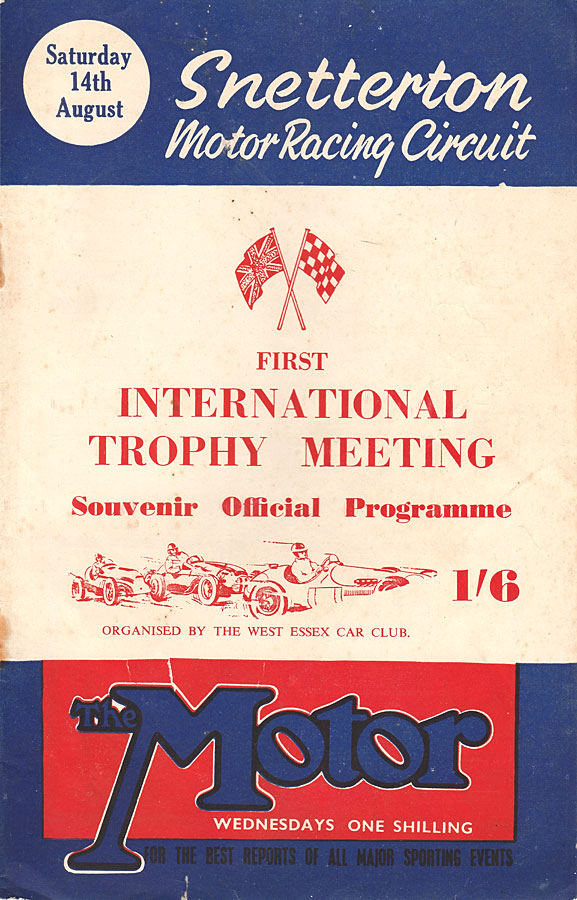 Saturday
14th
August
Snetterton
Motor Racing Circuit
FIRST
INTERNATIONAL
TROPHY MEETING
Souvenir Official Programme
1/6
ORGANISED BY THE WEST ESSEX CAR CLUB.
The Motor
WEDNESDAYS ONE SHILLING
FOR THE BEST REPORTS OF ALL MAJOR SPORTING EVENTS